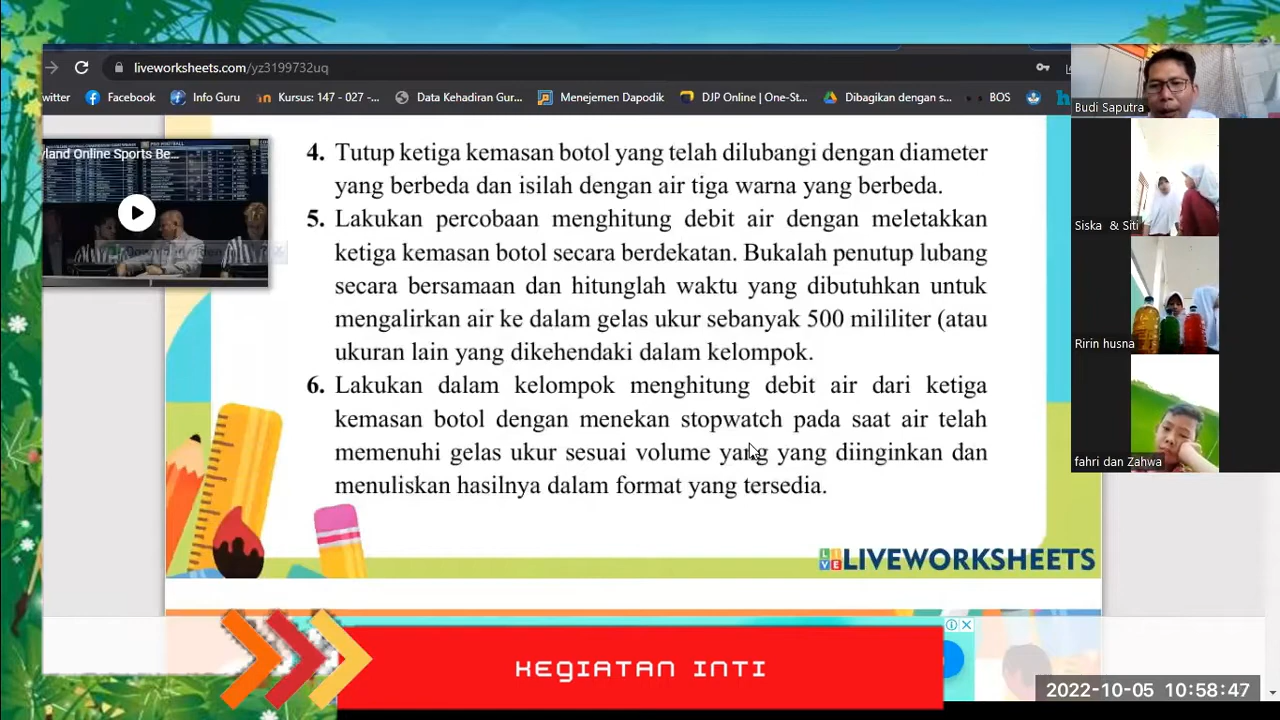 liveworksheets.com/yz3199732uq
witter
Facebook
Info Guru
Kursus: 147 - 027 -...
Data Kehadiran Gur...
Menejemen Dapodik
DJP Online | One-St...
Dibagikan dengan s...
BOS
yland Online Sports Be...
4. Tutup ketiga kemasan botol yang telah dilubangi dengan diameter
yang berbeda dan isilah dengan air tiga warna yang berbeda.
5. Lakukan percobaan menghitung debit air dengan meletakkan
ketiga kemasan botol secara berdekatan. Bukalah penutup lubang
secara bersamaan dan hitunglah waktu yang dibutuhkan untuk
mengalirkan air ke dalam gelas ukur sebanyak 500 mililiter (atau
ukuran lain yang dikehendaki dalam kelompok.
6. Lakukan dalam kelompok menghitung debit air dari ketiga
kemasan botol dengan menekan stopwatch pada saat air telah
memenuhi gelas ukur sesuai volume yang yang diinginkan dan
menuliskan hasilnya dalam format yang tersedia.
LIVE
LIVEWORKSHEETS
Budi Saputra
Siska & Siti
Ririn husna
fahri dan Zahwa
KEGIATAN INTI
2022-10-05 10:58:47